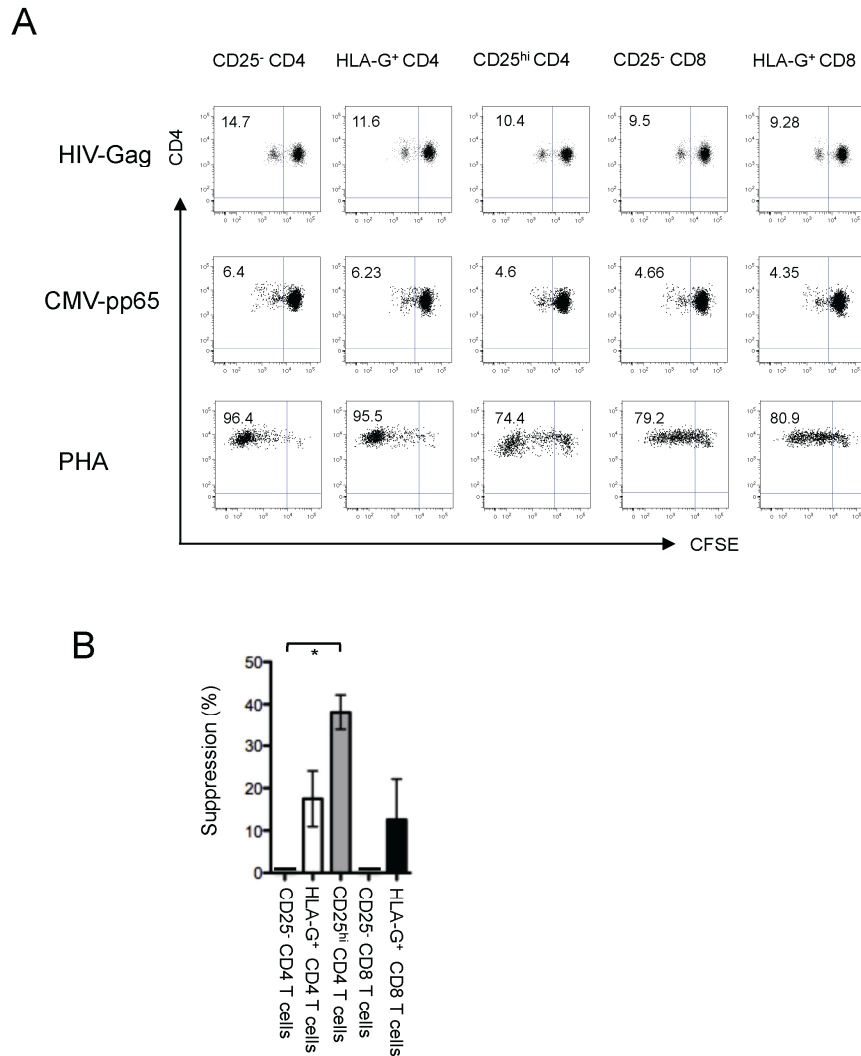 A
CD25- CD4 HLA-G+ CD4 CD25hi CD4 CD25- CD8 HLA-G+ CD8
HIV-Gag
CD4
14.7 11.6 10.4 9.5 9.28
CMV-pp65
6.4 6.23 4.6 4.66 4.35
PHA
96.4 95.5 74.4 79.2 80.9
CFSE
B
*
Suppression (%)
50
40
30
20
10
0
CD25- CD4 T cells
HLA-G+ CD4 T cells
CD25hi CD4 T cells
CD25- CD8 T cells
HLA-G+ CD8 T cells